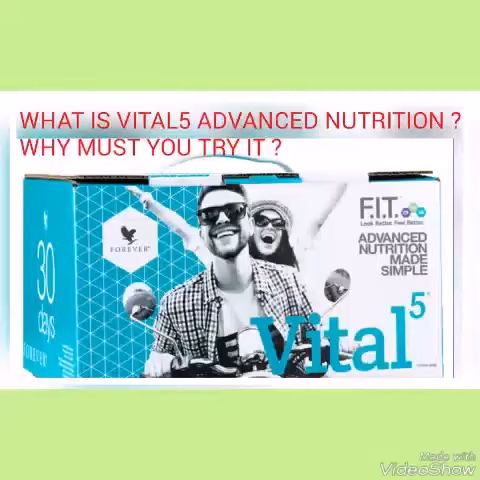 WHAT IS VITAL5 ADVANCED NUTRITION ?
WHY MUST YOU TRY IT ?
F.I.T.
Look Better. Feel Better.
ADVANCED
NUTRITION
MADE
SIMPLE
FOREVER
30
days
FOREVER
Vital5
Made with
VideoShow